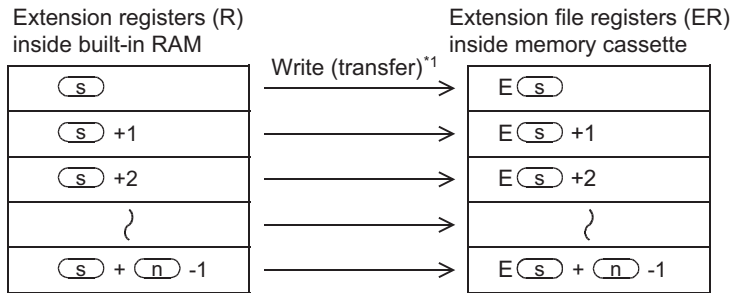 Extension registers (R)
inside built-in RAM
Extension file registers (ER)
inside memory cassette
Write (transfer)*1
s
E s
s +1
E s +1
s +2
E s +2
s + n -1
E s + n -1